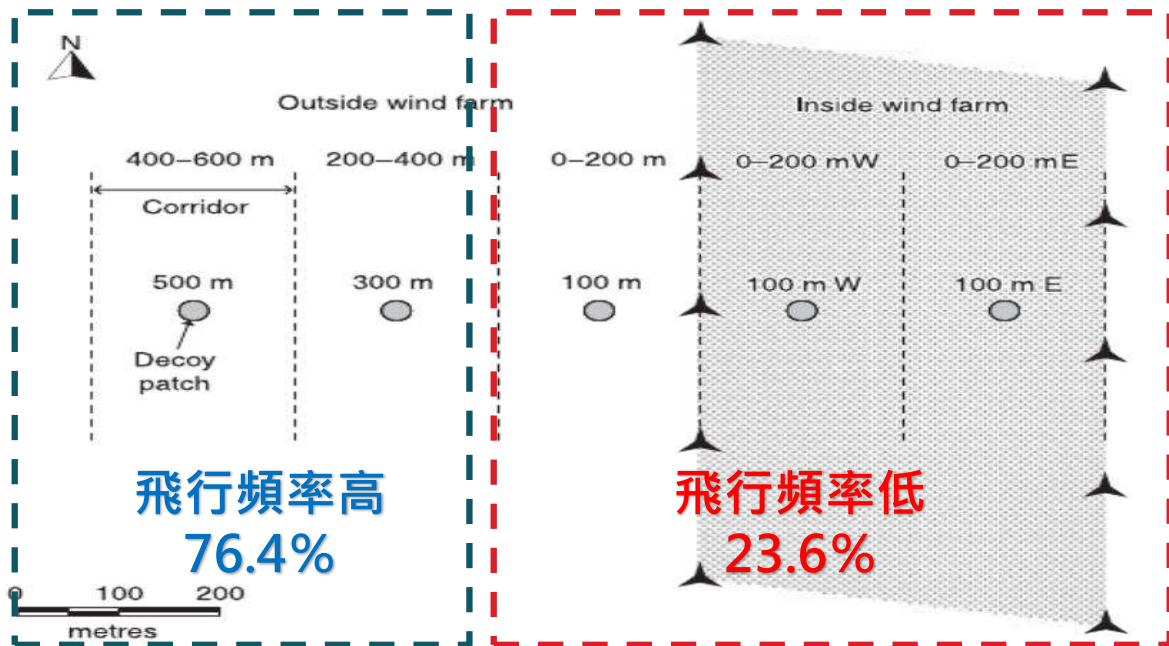 N
Outside wind farm
Inside wind farm
400–600 m
200–400 m
0–200 m
0–200 mW
0–200 mE
Corridor
500 m
300 m
100 m
100 m W
100 m E
Decoy
patch
飛行頻率高
76.4%
飛行頻率低
23.6%
0 100 200
metres